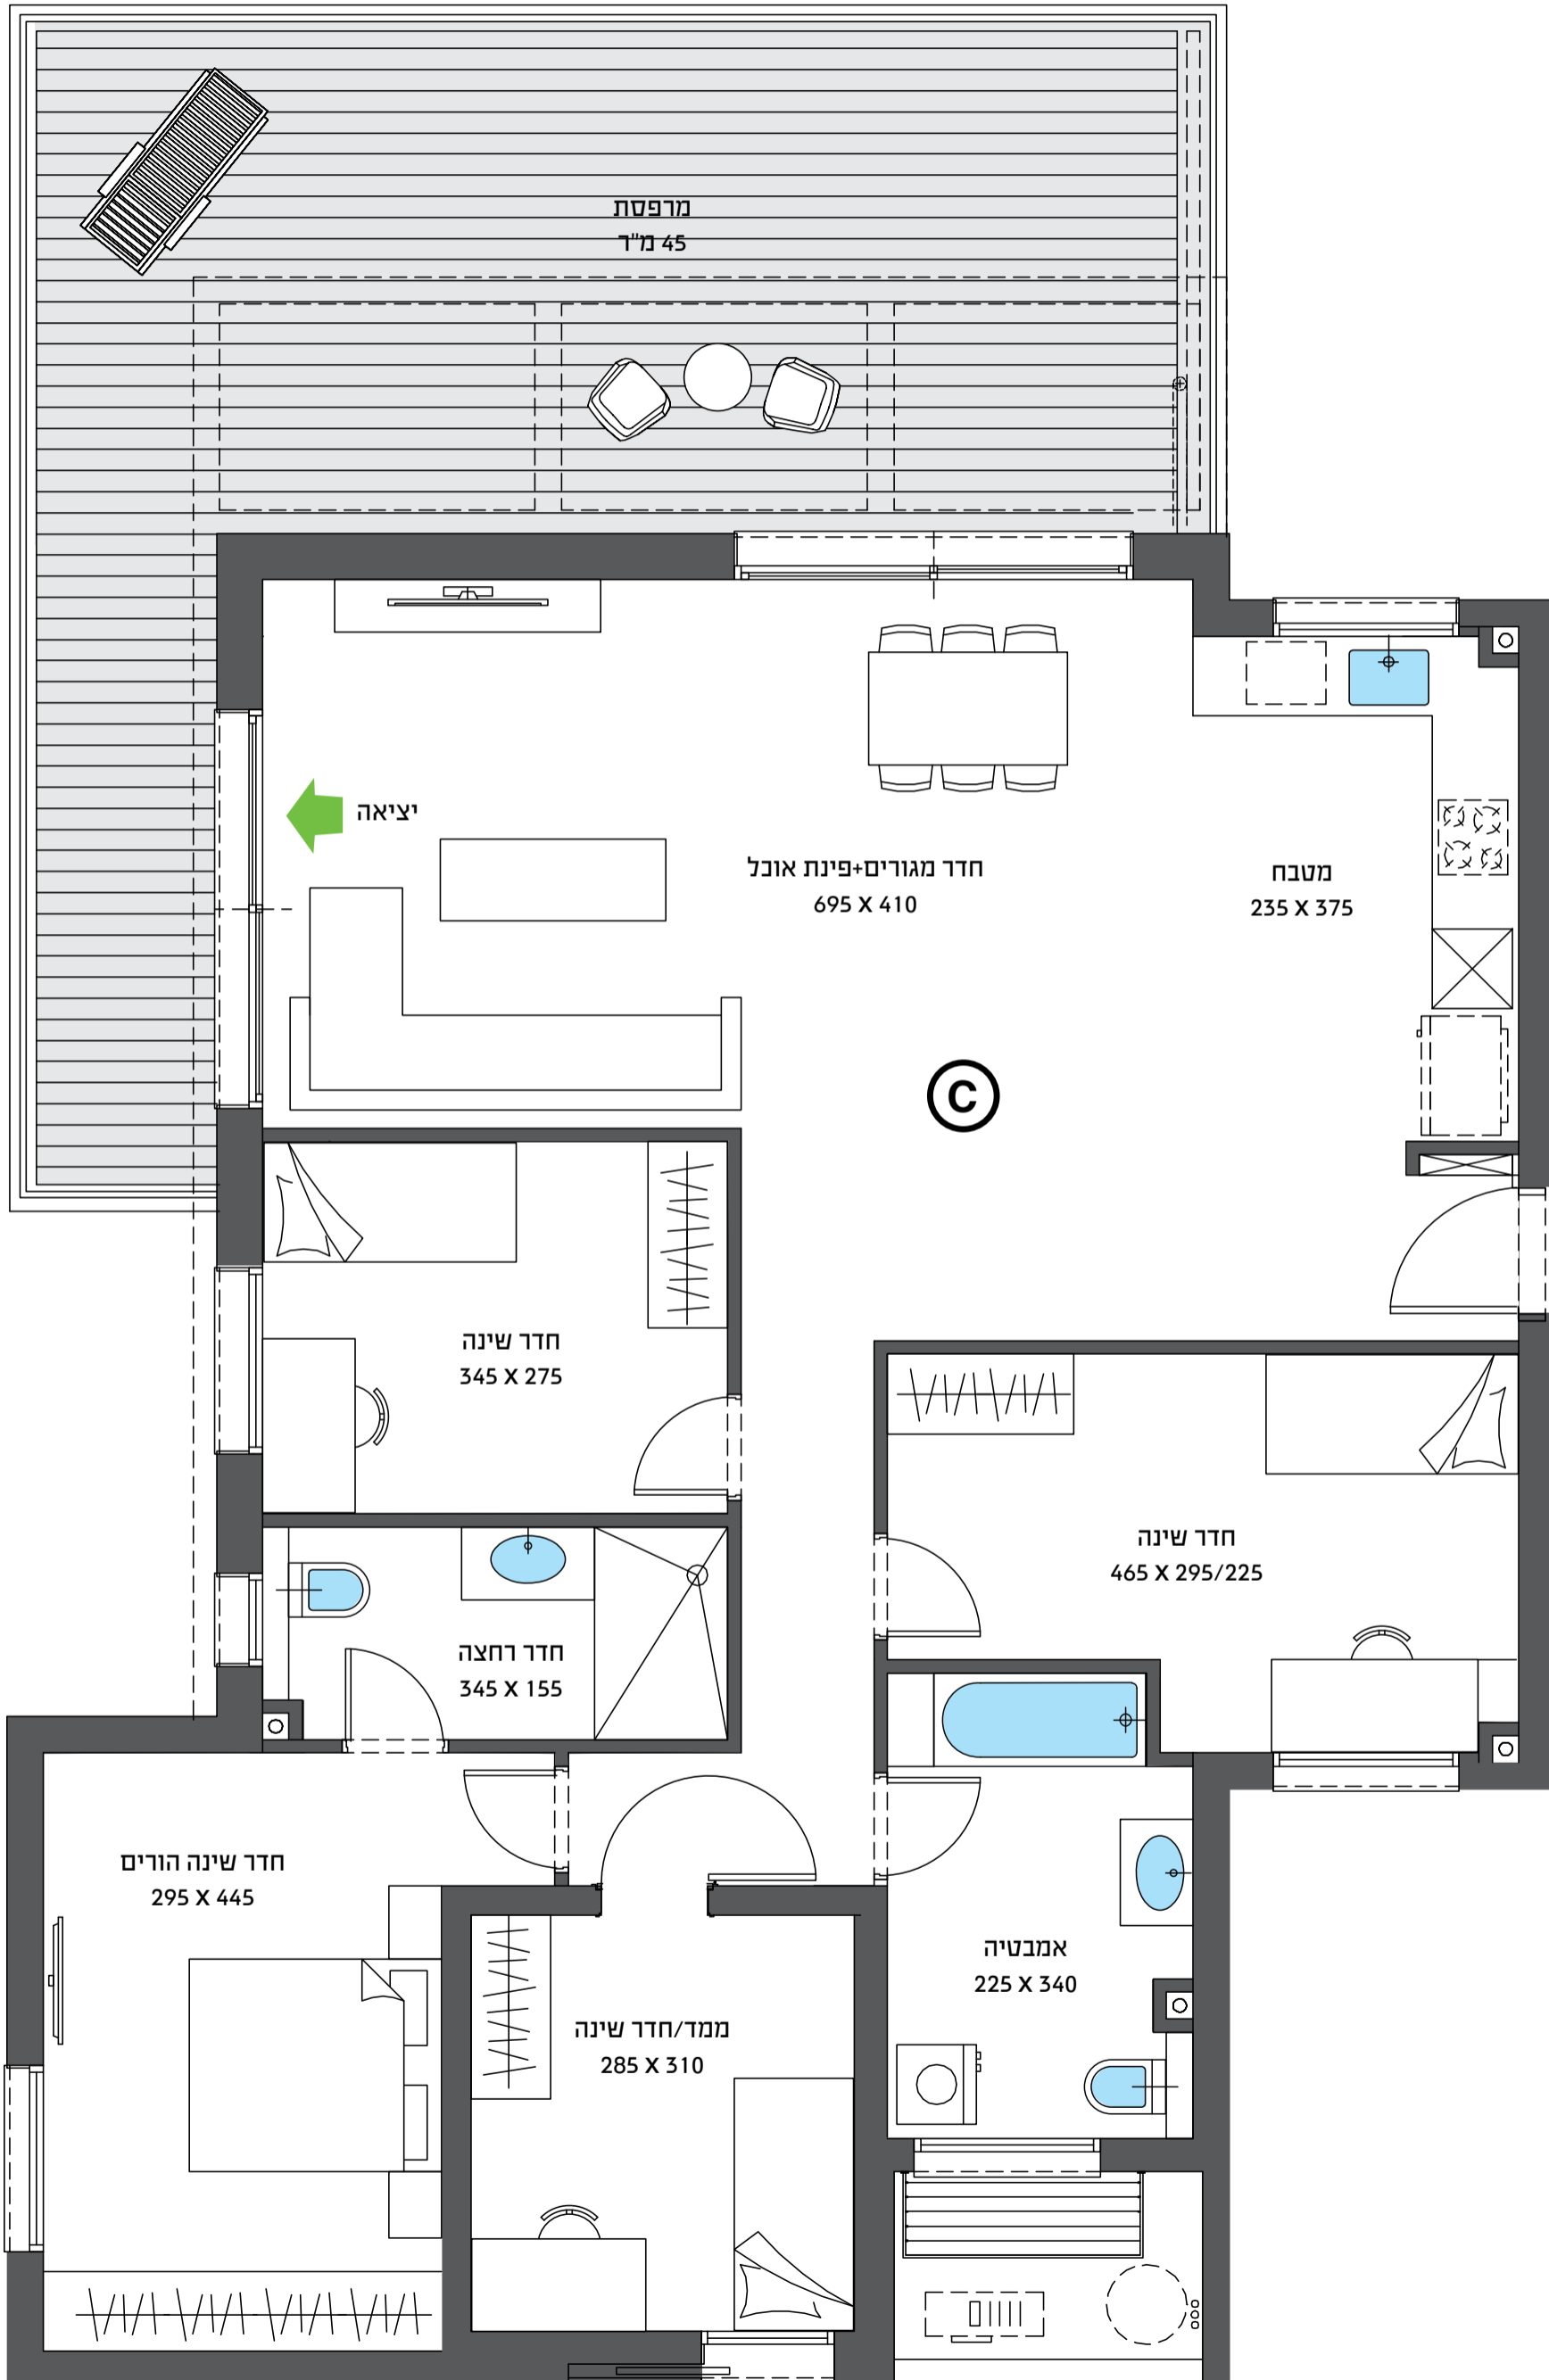 מרפסת
45 מ"ר
יציאה
חדר מגורים+פינת אוכל
695 X 410
מטבח
235 X 375
©
חדר שינה
345 X 275
חדר שינה
465 X 295/225
חדר רחצה
345 X 155
חדר שינה הורים
295 X 445
אמבטיה
225 X 340
ממד/חדר שינה
285 X 310